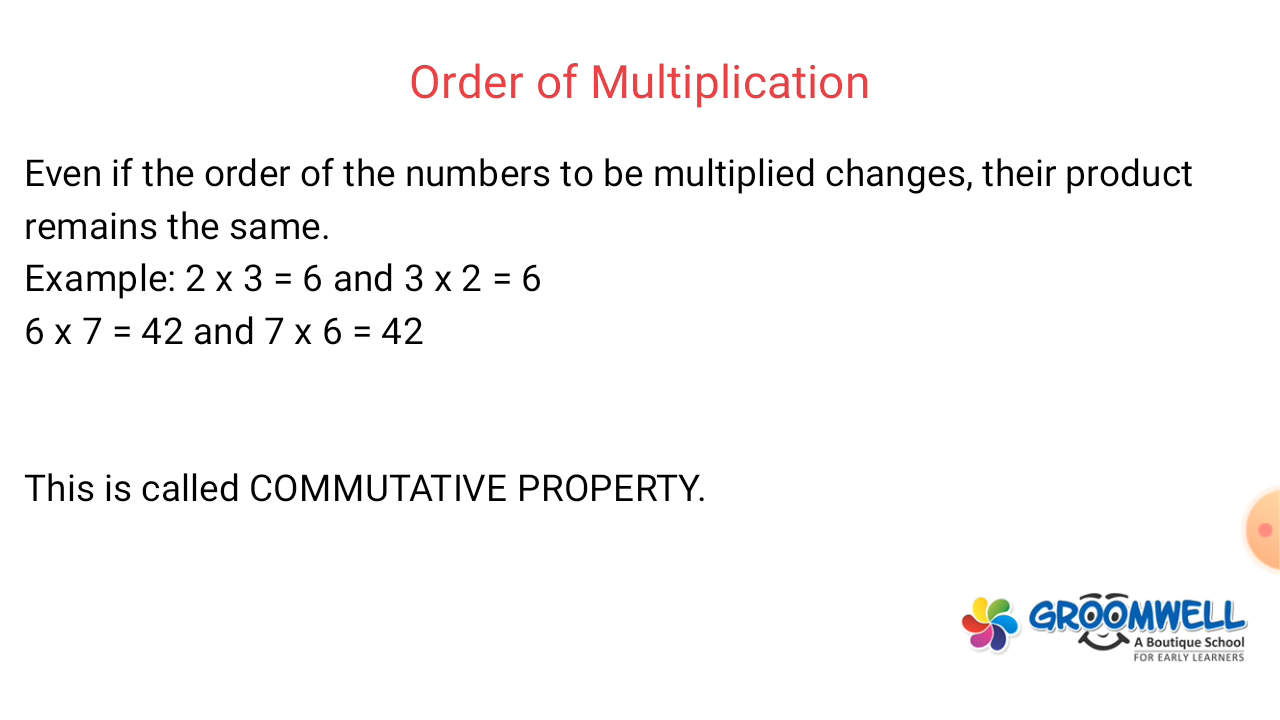 Order of Multiplication
Even if the order of the numbers to be multiplied changes, their product
remains the same.
Example: 2 x 3 = 6 and 3 x 2 = 6
6 x 7 = 42 and 7 x 6 = 42
This is called COMMUTATIVE PROPERTY.
GROOMWELL
A Boutique School
FOR EARLY LEARNERS